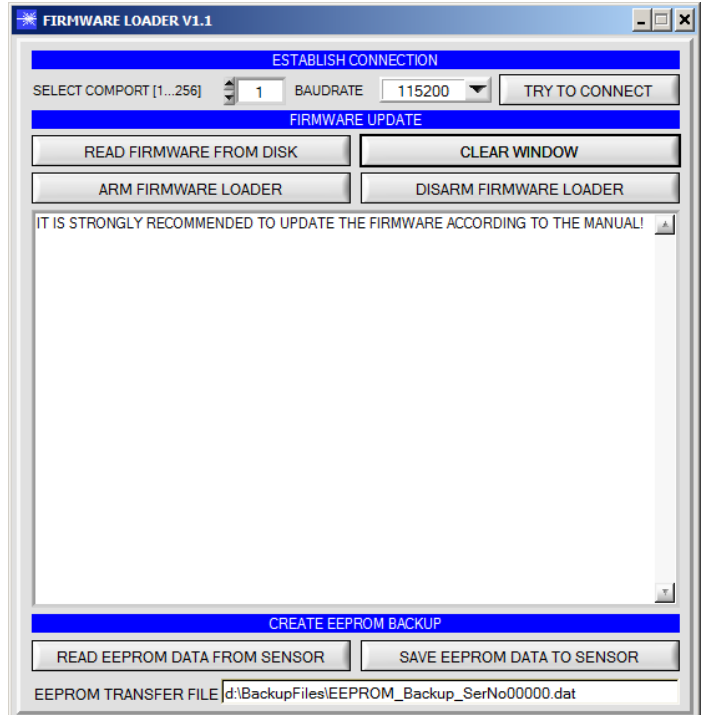 FIRMWARE LOADER V1.1
ESTABLISH CONNECTION
SELECT COMPORT [1...256] 1 BAUDRATE 115200 TRY TO CONNECT
FIRMWARE UPDATE
READ FIRMWARE FROM DISK CLEAR WINDOW
ARM FIRMWARE LOADER DISARM FIRMWARE LOADER
IT IS STRONGLY RECOMMENDED TO UPDATE THE FIRMWARE ACCORDING TO THE MANUAL!
CREATE EEPROM BACKUP
READ EEPROM DATA FROM SENSOR SAVE EEPROM DATA TO SENSOR
EEPROM TRANSFER FILE d:\BackupFiles\EEPROM_Backup_SerNo00000.dat